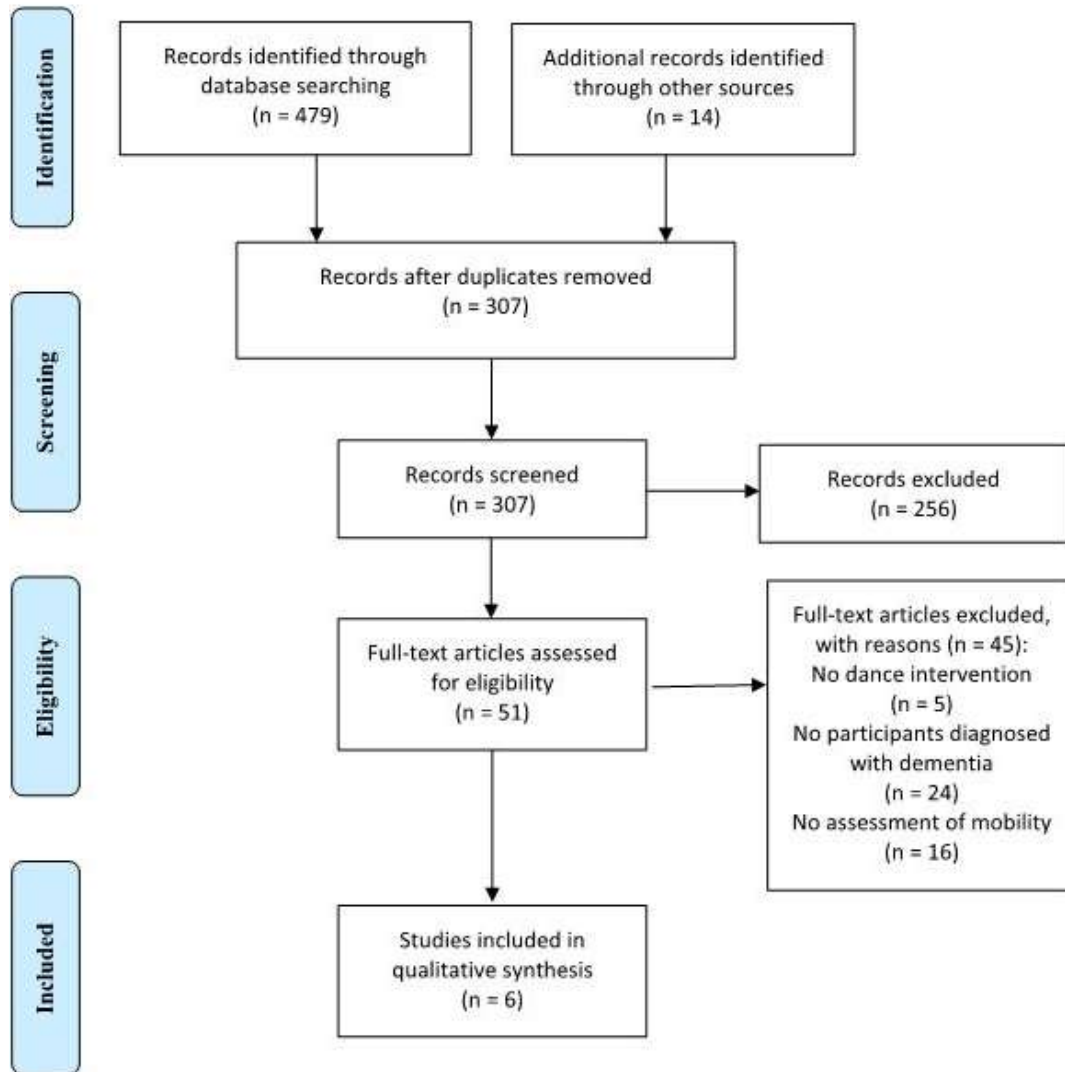 Identification
Records identified through
database searching
(n = 479)
Additional records identified
through other sources
(n = 14)
Records after duplicates removed
(n = 307)
Screening
Records screened
(n = 307)
Records excluded
(n = 256)
Eligibility
Full-text articles assessed
for eligibility
(n = 51)
Full-text articles excluded,
with reasons (n = 45):
No dance intervention
(n = 5)
No participants diagnosed
with dementia
(n = 24)
No assessment of mobility
(n = 16)
Included
Studies included in
qualitative synthesis
(n = 6)